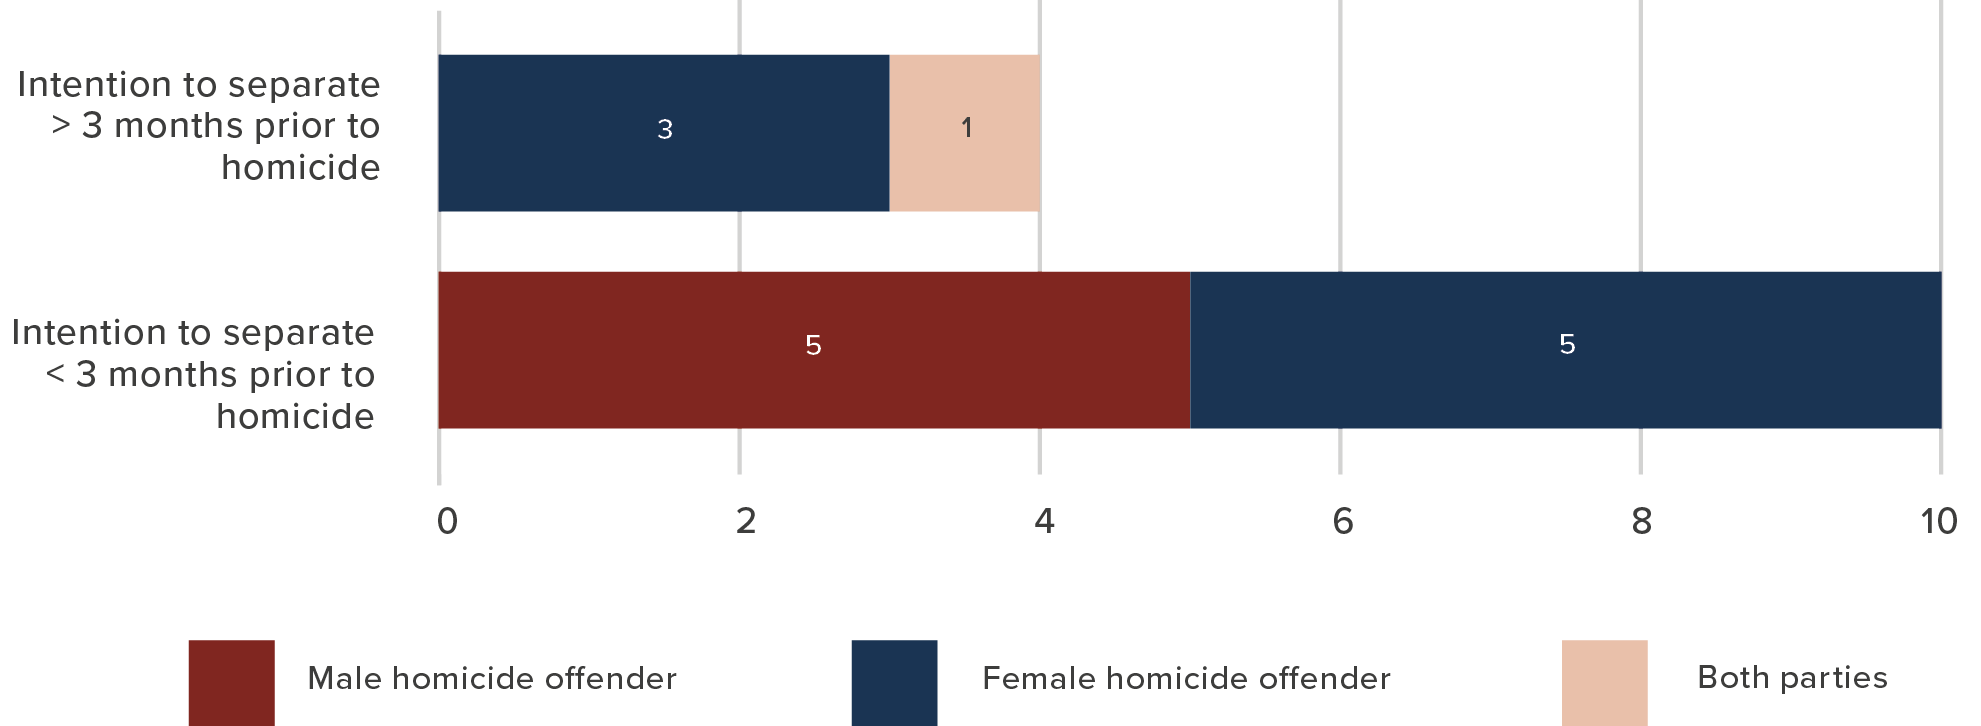 Intention to separate
> 3 months prior to
homicide
3
1
Intention to separate
< 3 months prior to
homicide
5
5
0 2 4 6 8 10
Male homicide offender
Female homicide offender
Both parties